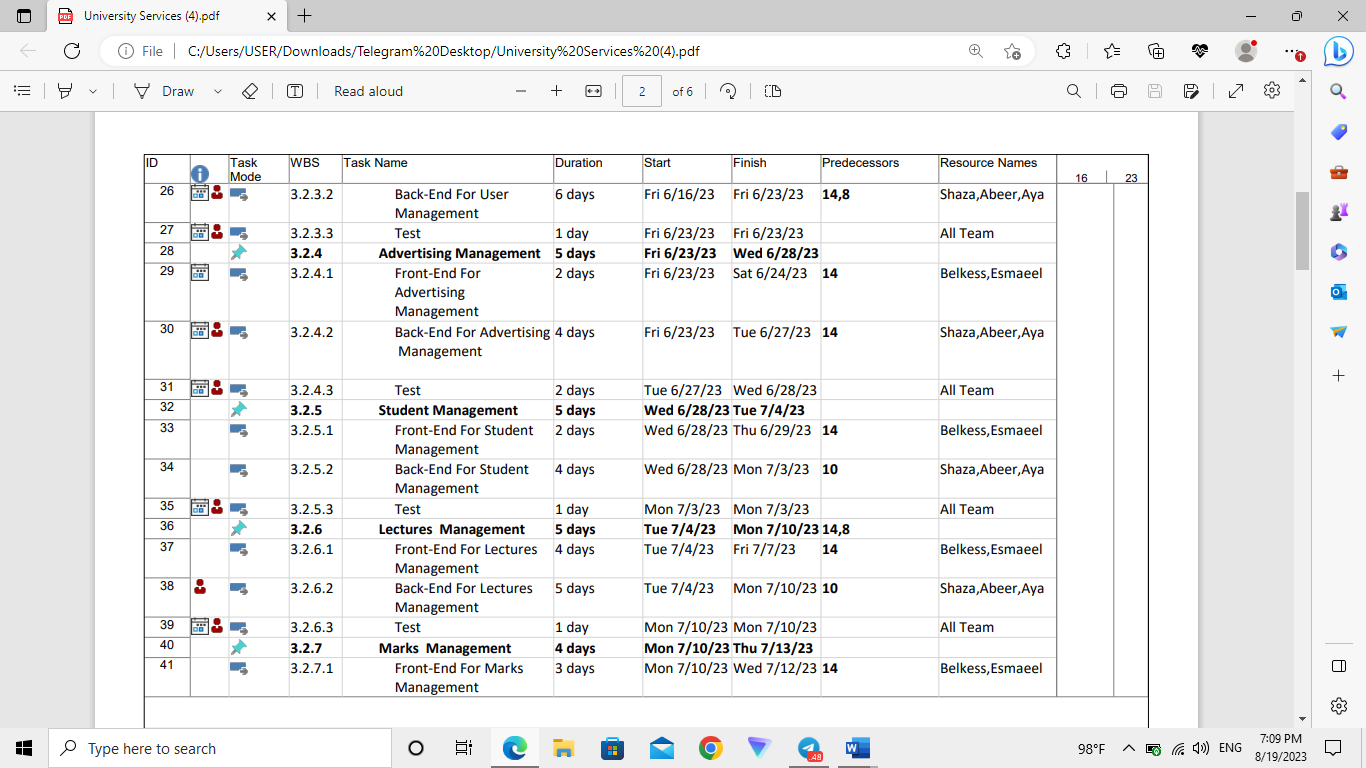 University Services (4).pdf
File
C:/Users/USER/Downloads/Telegram%20Desktop/University%20Services%20(4).pdf
Draw
Read aloud
2 of 6
ID Task Mode WBS Task Name Duration Start Finish Predecessors Resource Names 16 23
26 3.2.3.2 Back-End For User 6 days Fri 6/16/23 Fri 6/23/23 14,8 Shaza,Abeer,Aya
Management
27 3.2.3.3 Test 1 day Fri 6/23/23 Fri 6/23/23 All Team
28 3.2.4 Advertising Management 5 days Fri 6/23/23 Wed 6/28/23
29 3.2.4.1 Front-End For 2 days Fri 6/23/23 Sat 6/24/23 14 Belkess,Esmaeel
Advertising
Management
30 3.2.4.2 Back-End For Advertising 4 days Fri 6/23/23 Tue 6/27/23 14 Shaza,Abeer,Aya
Management
31 3.2.4.3 Test 2 days Tue 6/27/23 Wed 6/28/23 All Team
32 3.2.5 Student Management 5 days Wed 6/28/23 Tue 7/4/23
33 3.2.5.1 Front-End For Student 2 days Wed 6/28/23 Thu 6/29/23 14 Belkess,Esmaeel
Management
34 3.2.5.2 Back-End For Student 4 days Wed 6/28/23 Mon 7/3/23 10 Shaza,Abeer,Aya
Management
35 3.2.5.3 Test 1 day Mon 7/3/23 Mon 7/3/23 All Team
36 3.2.6 Lectures Management 5 days Tue 7/4/23 Mon 7/10/23 14,8
37 3.2.6.1 Front-End For Lectures 4 days Tue 7/4/23 Fri 7/7/23 14 Belkess,Esmaeel
Management
38 3.2.6.2 Back-End For Lectures 5 days Tue 7/4/23 Mon 7/10/23 10 Shaza,Abeer,Aya
Management
39 3.2.6.3 Test 1 day Mon 7/10/23 Mon 7/10/23 All Team
40 3.2.7 Marks Management 4 days Mon 7/10/23 Thu 7/13/23
41 3.2.7.1 Front-End For Marks 3 days Mon 7/10/23 Wed 7/12/23 14 Belkess,Esmaeel
Management
Type here to search
.48
98°F
ENG
7:09 PM
8/19/2023